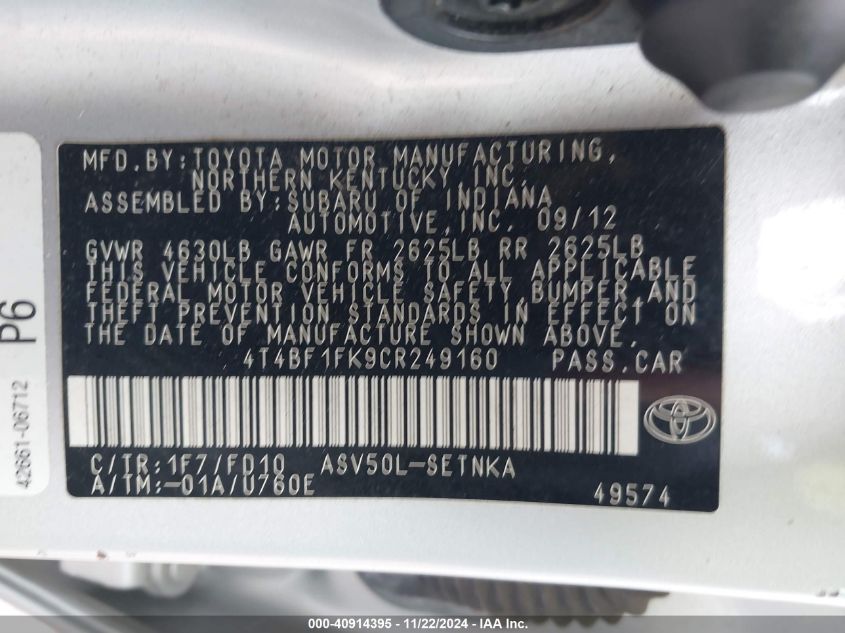 MFD.BY:TOYOTA MOTOR MANUFACTURING,
NORTHERN KENTUCKY, INC.
ASSEMBLED BY:SUBARU OF INDIANA
AUTOMOTIVE,INC. 09/12
GVWR 4630LB GAWR FR 2625LB RR 2625LB
THIS VEHICLE CONFORMS TO ALL APPLICABLE
FEDERAL MOTOR VEHICLE SAFETY,BUMPER,AND
THEFT PREVENTION STANDARDS IN EFFECT ON
THE DATE OF MANUFACTURE SHOWN ABOVE.
4T4BF1FK9CR249160 PASS.CAR
C/TR:1F7/FD10 ASV50L-SETNKA
A/TM:-01A/U760E
49574
P6
42661-06712
000-40914395 - 11/22/2024 - IAA Inc.